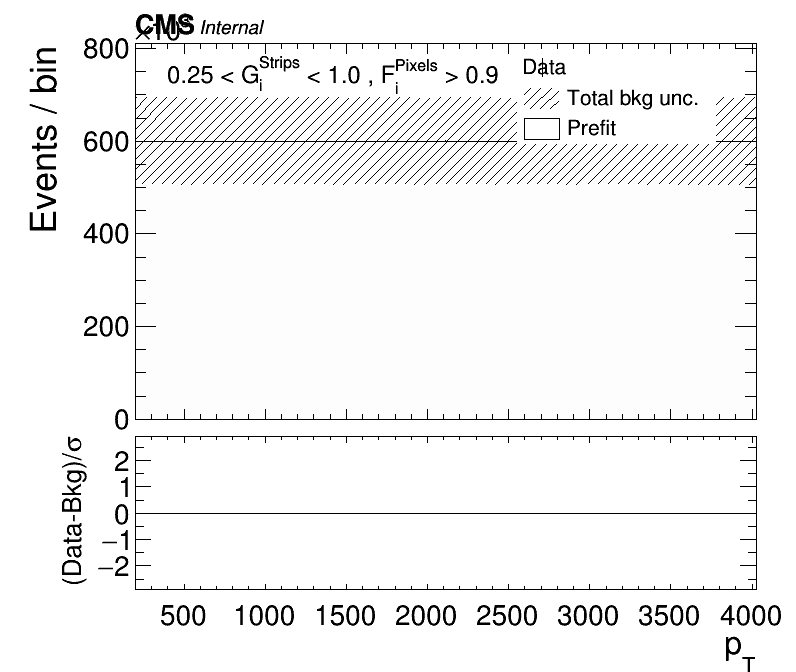 CMS Internal
×10
800
0.25 < G_i^Strips < 1.0 , F_i^Pixels > 0.9
Data
Total bkg unc.
Prefit
600
400
200
0
Events / bin
2
1
0
−1
−2
(Data-Bkg)/σ
500 1000 1500 2000 2500 3000 3500 4000
p_T